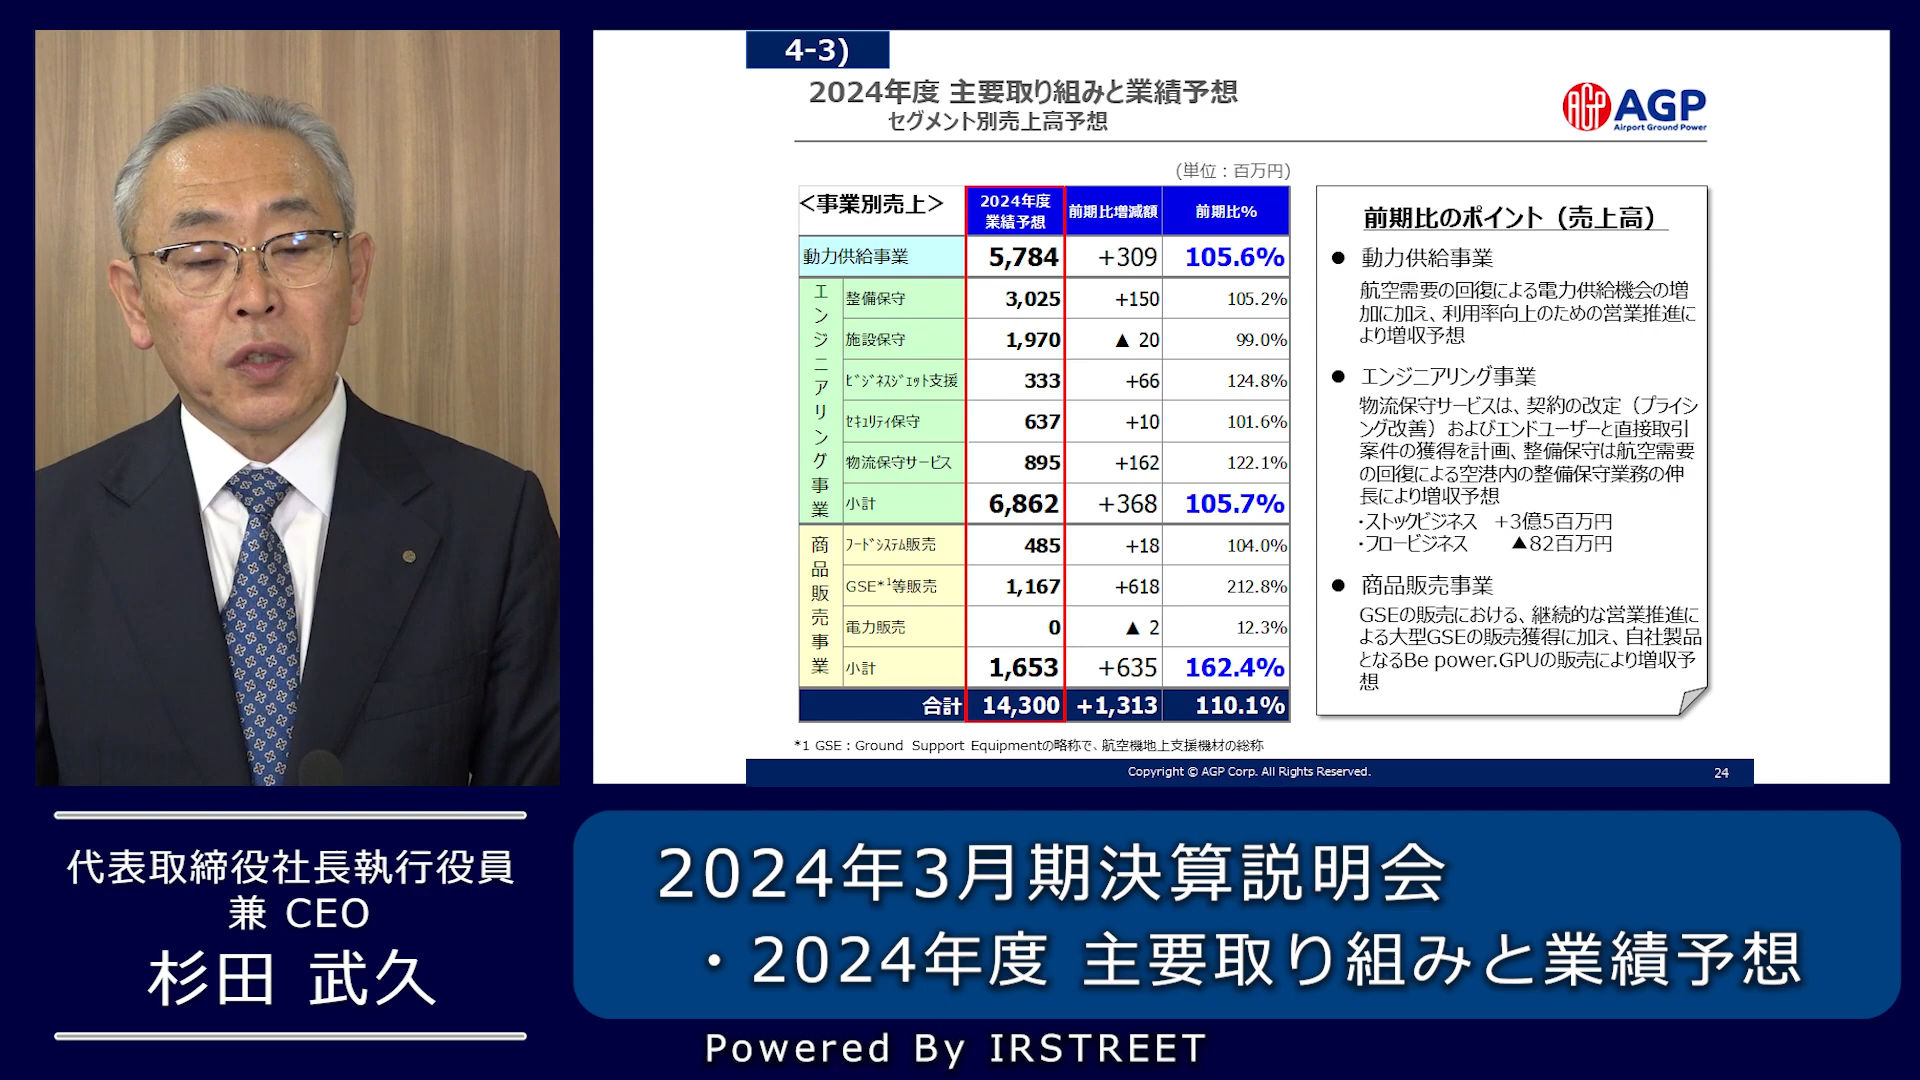 4-3)
2024年度 主要取り組みと業績予想
セグメント別売上高予想
AGP
AGP
Airport Ground Power
(単位：百万円)
＜事業別売上＞ 2024年度 業績予想 前期比増減額 前期比%
動力供給事業 5,784 +309 105.6%
エンジニアリング事業
整備保守 3,025 +150 105.2%
施設保守 1,970 ▲ 20 99.0%
ﾋﾞｼﾞﾈｽｼﾞｪｯﾄ支援 333 +66 124.8%
ｾｷｭﾘﾃｨ保守 637 +10 101.6%
物流保守サービス 895 +162 122.1%
小計 6,862 +368 105.7%
商品販売事業
ﾌｰﾄﾞｼｽﾃﾑ販売 485 +18 104.0%
GSE*1等販売 1,167 +618 212.8%
電力販売 0 ▲ 2 12.3%
小計 1,653 +635 162.4%
合計 14,300 +1,313 110.1%
*1 GSE：Ground Support Equipmentの略称で、航空機地上支援機材の総称
前期比のポイント（売上高）
● 動力供給事業
航空需要の回復による電力供給機会の増
加に加え、利用率向上のための営業推進に
より増収予想
● エンジニアリング事業
物流保守サービスは、契約の改定（プライシ
ング改善）およびエンドユーザーと直接取引
案件の獲得を計画、整備保守は航空需要
の回復による空港内の整備保守業務の伸
長により増収予想
・ストックビジネス +3億5百万円
・フロービジネス ▲82百万円
● 商品販売事業
GSEの販売における、継続的な営業推進に
よる大型GSEの販売獲得に加え、自社製品
となるBe power.GPUの販売により増収予
想
Copyright © AGP Corp. All Rights Reserved.
24
代表取締役社長執行役員
兼 CEO
杉田 武久
2024年3月期決算説明会
・2024年度 主要取り組みと業績予想
Powered By IRSTREET